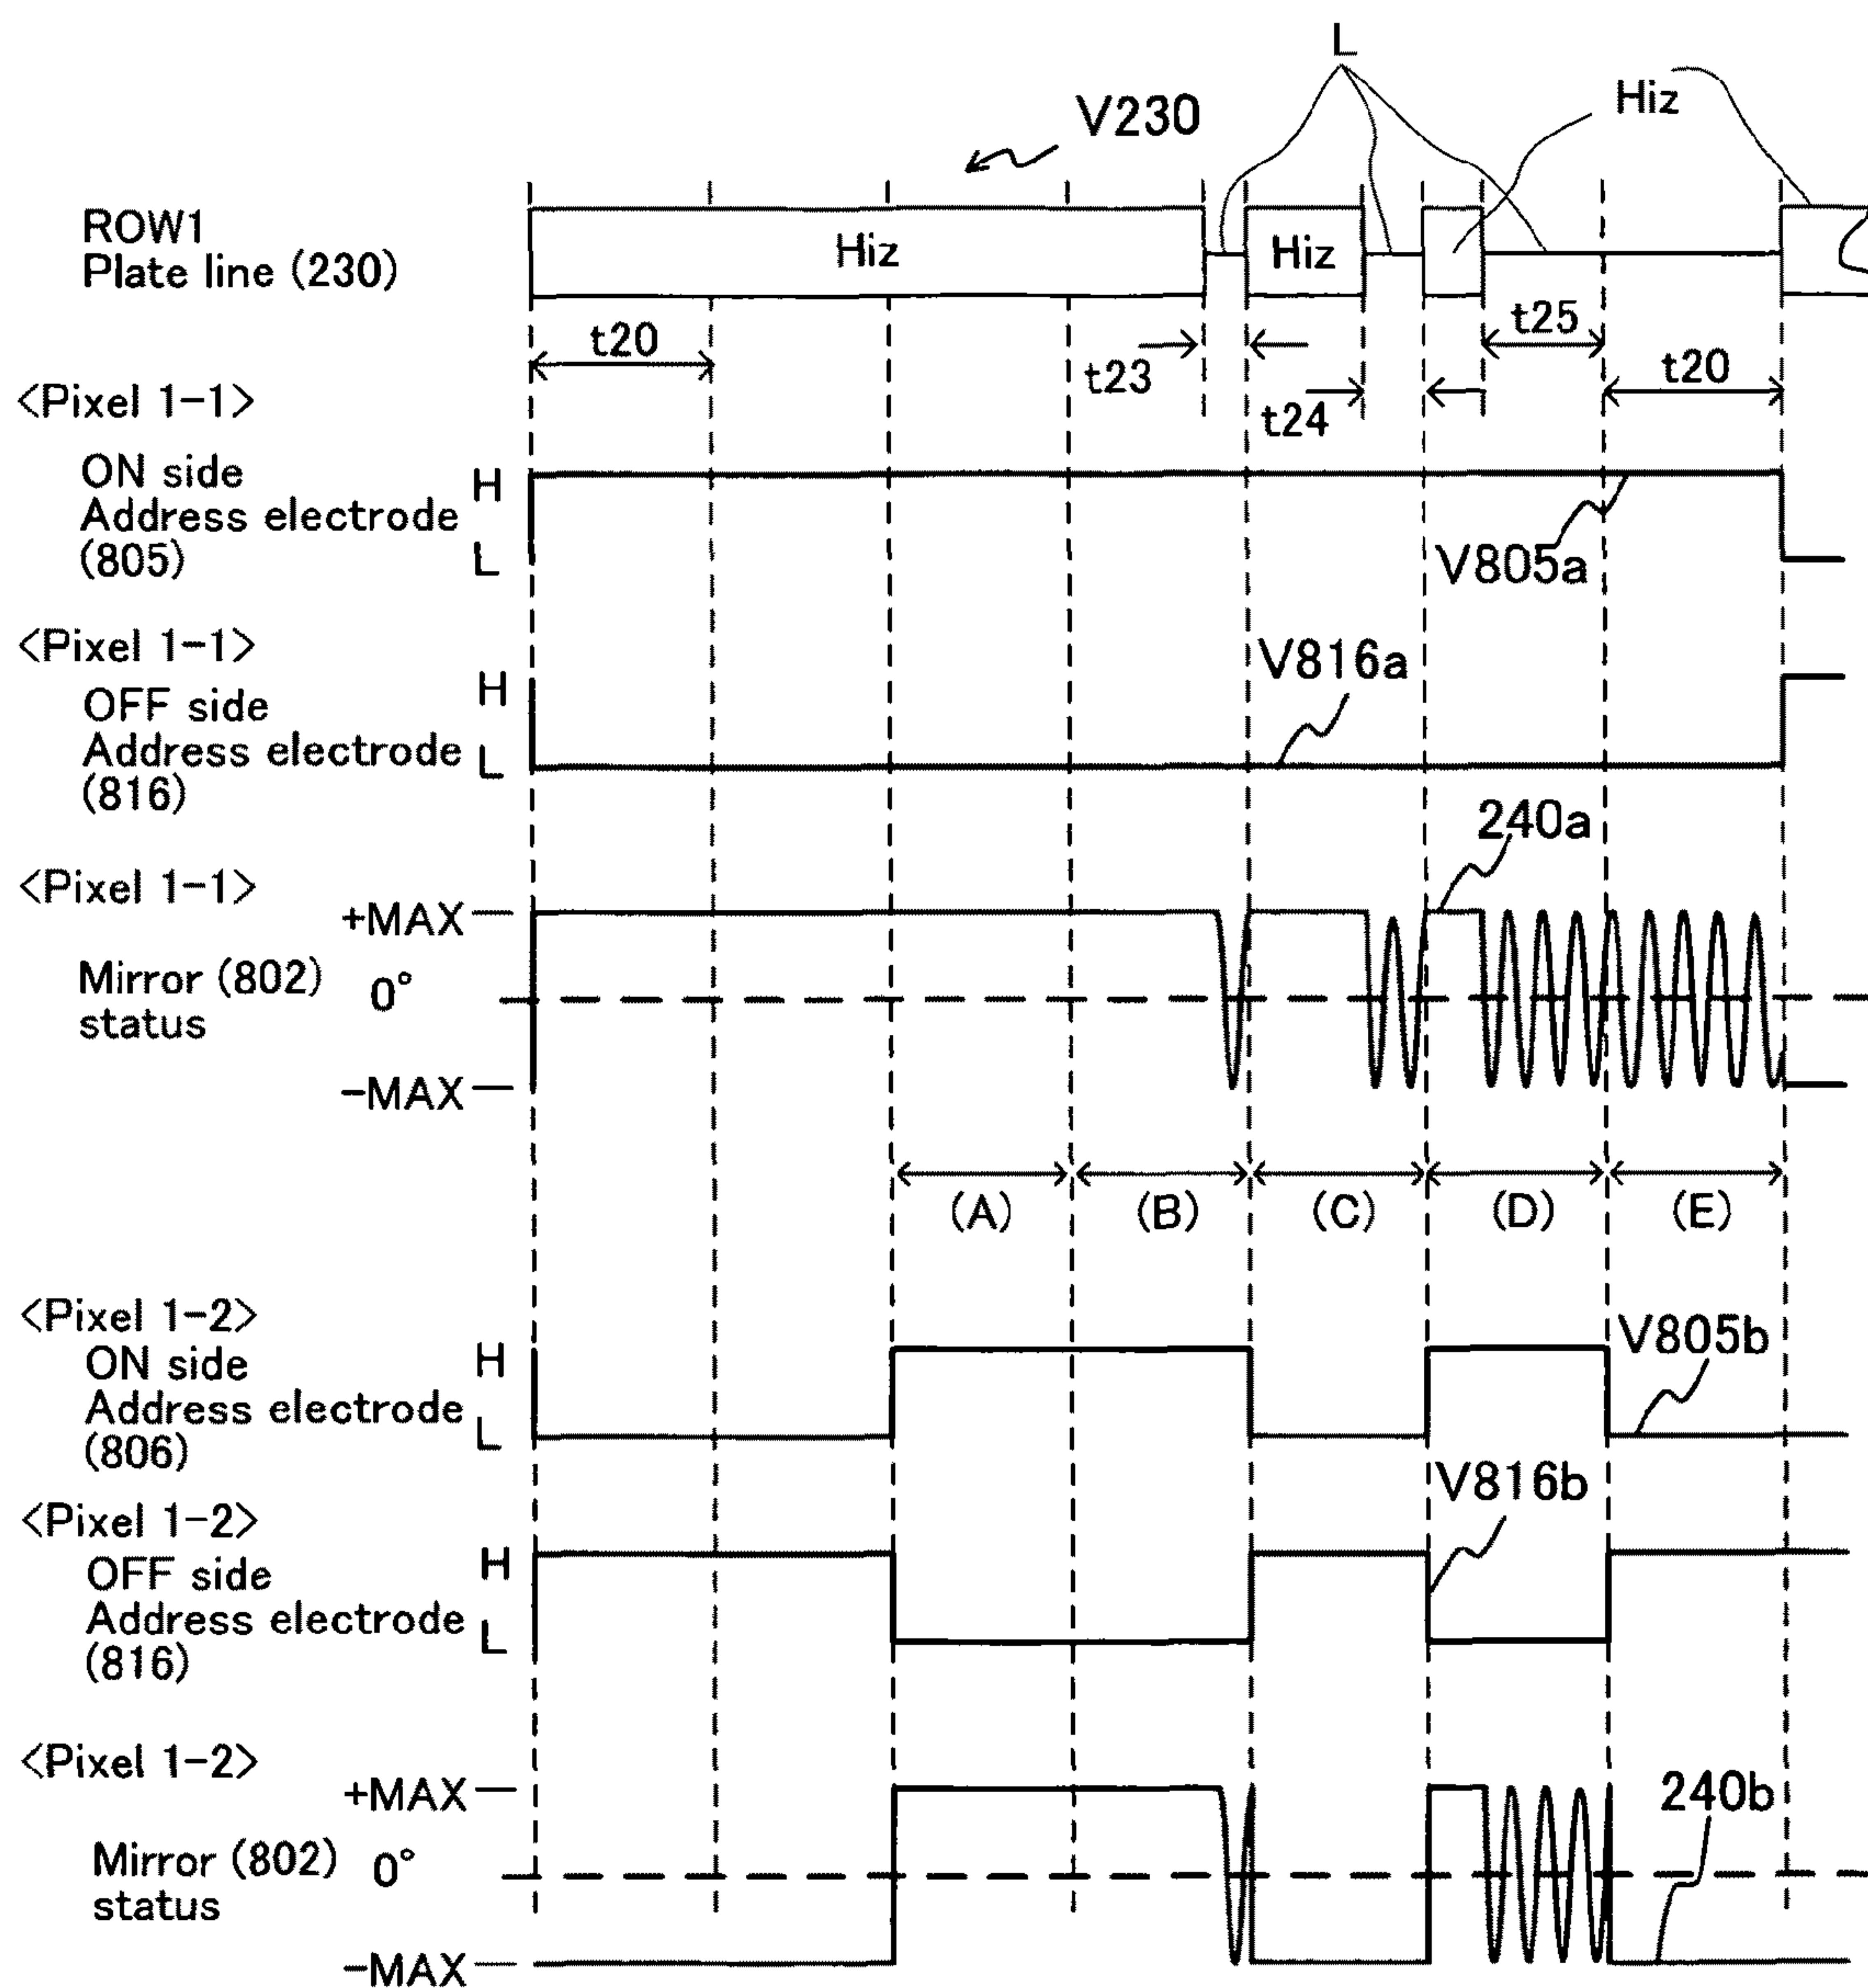 L
V230
Hiz
ROW1
Plate line (230)
Hiz
Hiz
t20
t23
t24
t25
t20
<Pixel 1-1>
ON side
Address electrode
(805)
H
L
V805a
<Pixel 1-1>
OFF side
Address electrode
(816)
H
L
V816a
240a
<Pixel 1-1>
+MAX
Mirror (802)
status
0°
-MAX
(A)
(B)
(C)
(D)
(E)
<Pixel 1-2>
ON side
Address electrode
(806)
H
L
V805b
<Pixel 1-2>
OFF side
Address electrode
(816)
H
L
V816b
<Pixel 1-2>
+MAX
Mirror (802)
status
0°
-MAX
240b